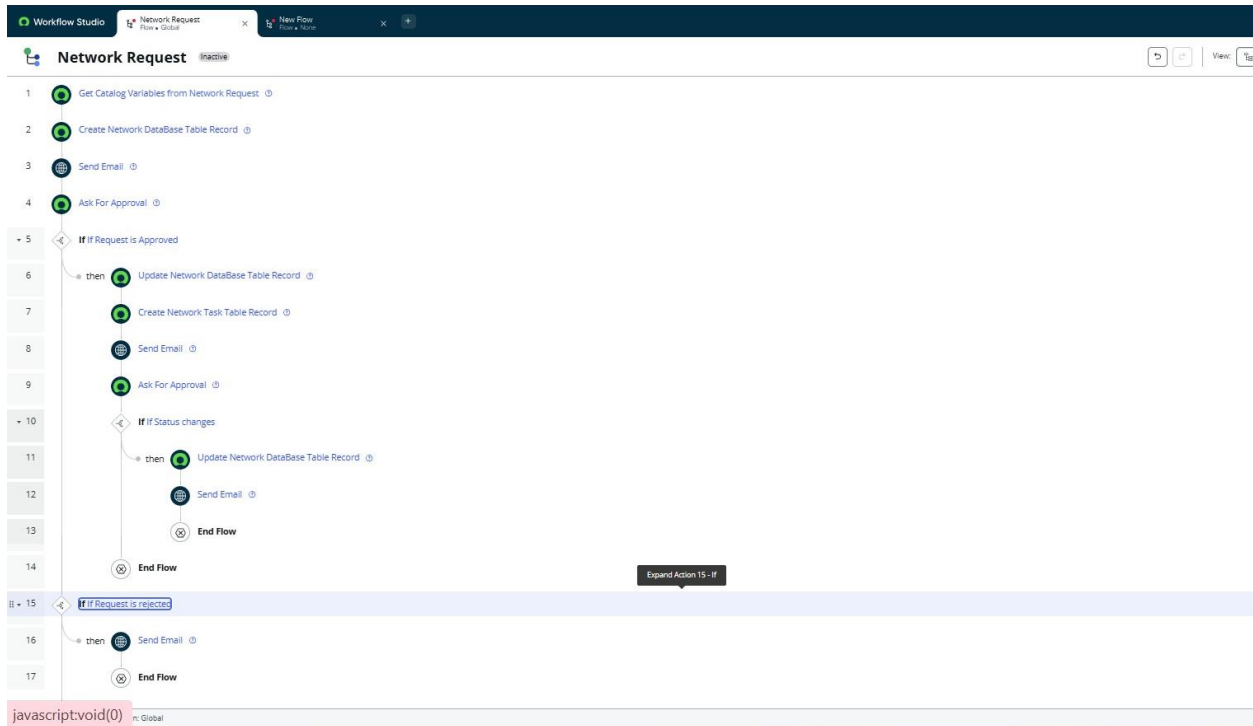 Workflow Studio
Network Request
Flow • Global
New Flow
Flow • None
Network Request Inactive
View:
1 Get Catalog Variables from Network Request
2 Create Network DataBase Table Record
3 Send Email
4 Ask For Approval
5 If If Request is Approved
6 then Update Network DataBase Table Record
7 Create Network Task Table Record
8 Send Email
9 Ask For Approval
10 If If Status changes
11 then Update Network DataBase Table Record
12 Send Email
13 End Flow
14 End Flow
Expand Action 15 - If
15 If If Request is rejected
16 then Send Email
17 End Flow
javascript:void(0) n: Global